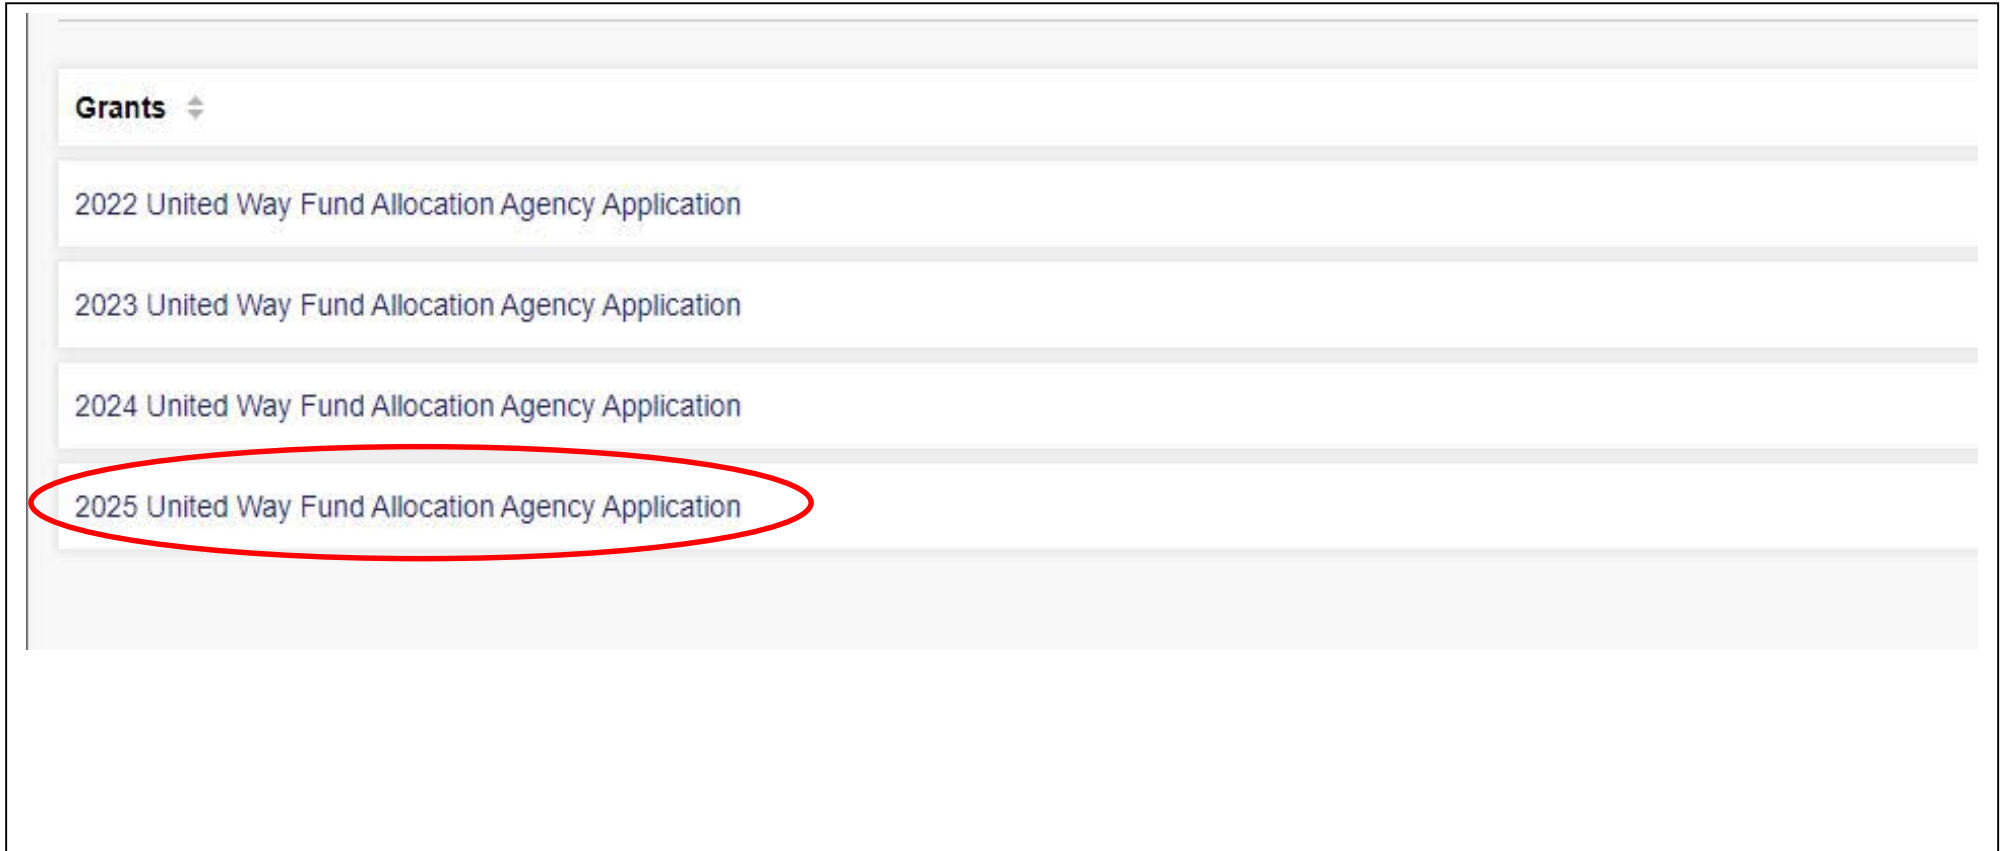 Grants
2022 United Way Fund Allocation Agency Application
2023 United Way Fund Allocation Agency Application
2024 United Way Fund Allocation Agency Application
2025 United Way Fund Allocation Agency Application